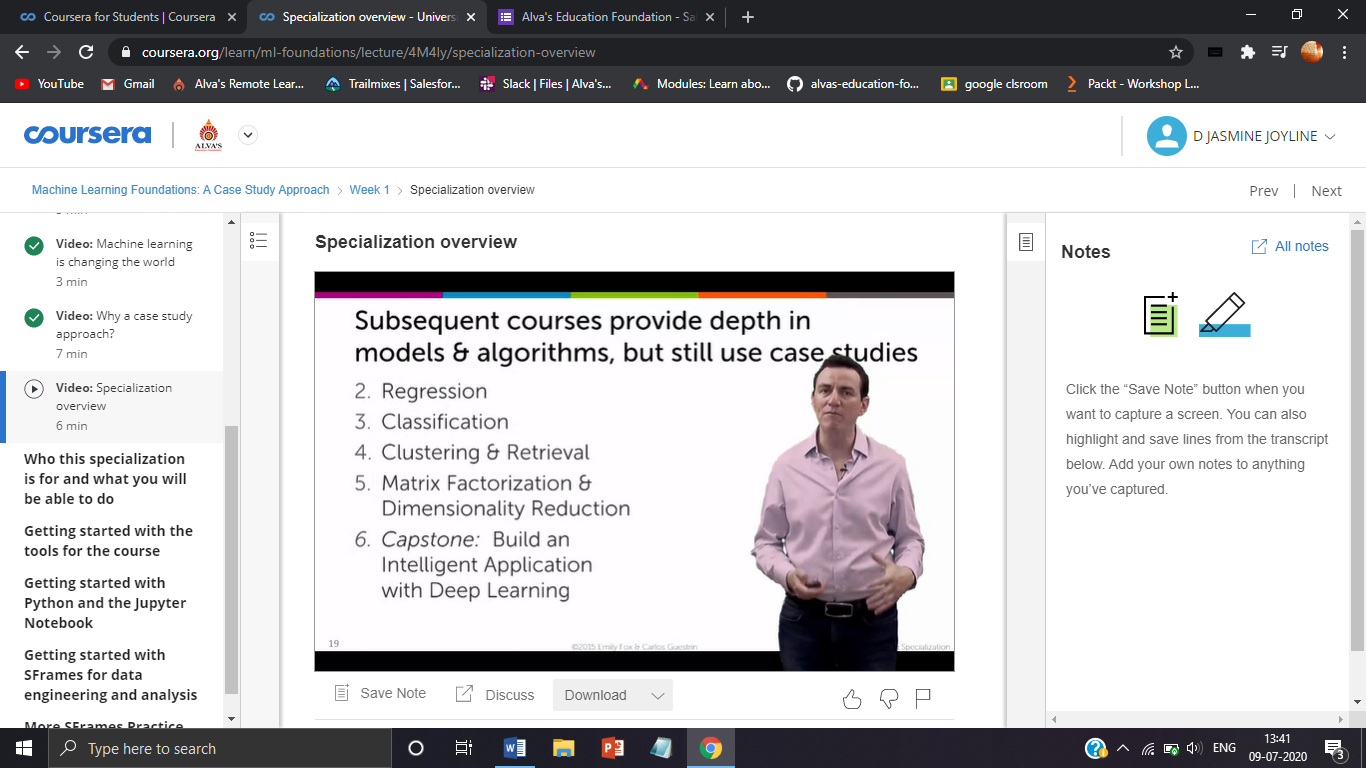 Coursera for Students | Coursera
Specialization overview - Univers
Alva's Education Foundation - Sa
coursera.org/learn/ml-foundations/lecture/4M4ly/specialization-overview
YouTube
Gmail
Alva's Remote Lear...
Trailmixes | Salesfor...
Slack | Files | Alva's...
Modules: Learn abo...
alvas-education-fo...
google clsroom
Packt - Workshop L...
coursera
ALVA'S
D JASMINE JOYLINE
Machine Learning Foundations: A Case Study Approach
Week 1
Specialization overview
Prev | Next
Video: Machine learning
is changing the world
3 min
Video: Why a case study
approach?
7 min
Video: Specialization
overview
6 min
Who this specialization
is for and what you will
be able to do
Getting started with the
tools for the course
Getting started with
Python and the Jupyter
Notebook
Getting started with
SFrames for data
engineering and analysis
More SFrames Practice
Specialization overview
Subsequent courses provide depth in
models & algorithms, but still use case studies
2. Regression
3. Classification
4. Clustering & Retrieval
5. Matrix Factorization &
Dimensionality Reduction
6. Capstone: Build an
Intelligent Application
with Deep Learning
19
©2015 Emily Fox & Carlos Guestrin
Specialization
Save Note
Discuss
Download
Notes
All notes
Click the “Save Note” button when you
want to capture a screen. You can also
highlight and save lines from the transcript
below. Add your own notes to anything
you’ve captured.
Type here to search
ENG
13:41
09-07-2020
3